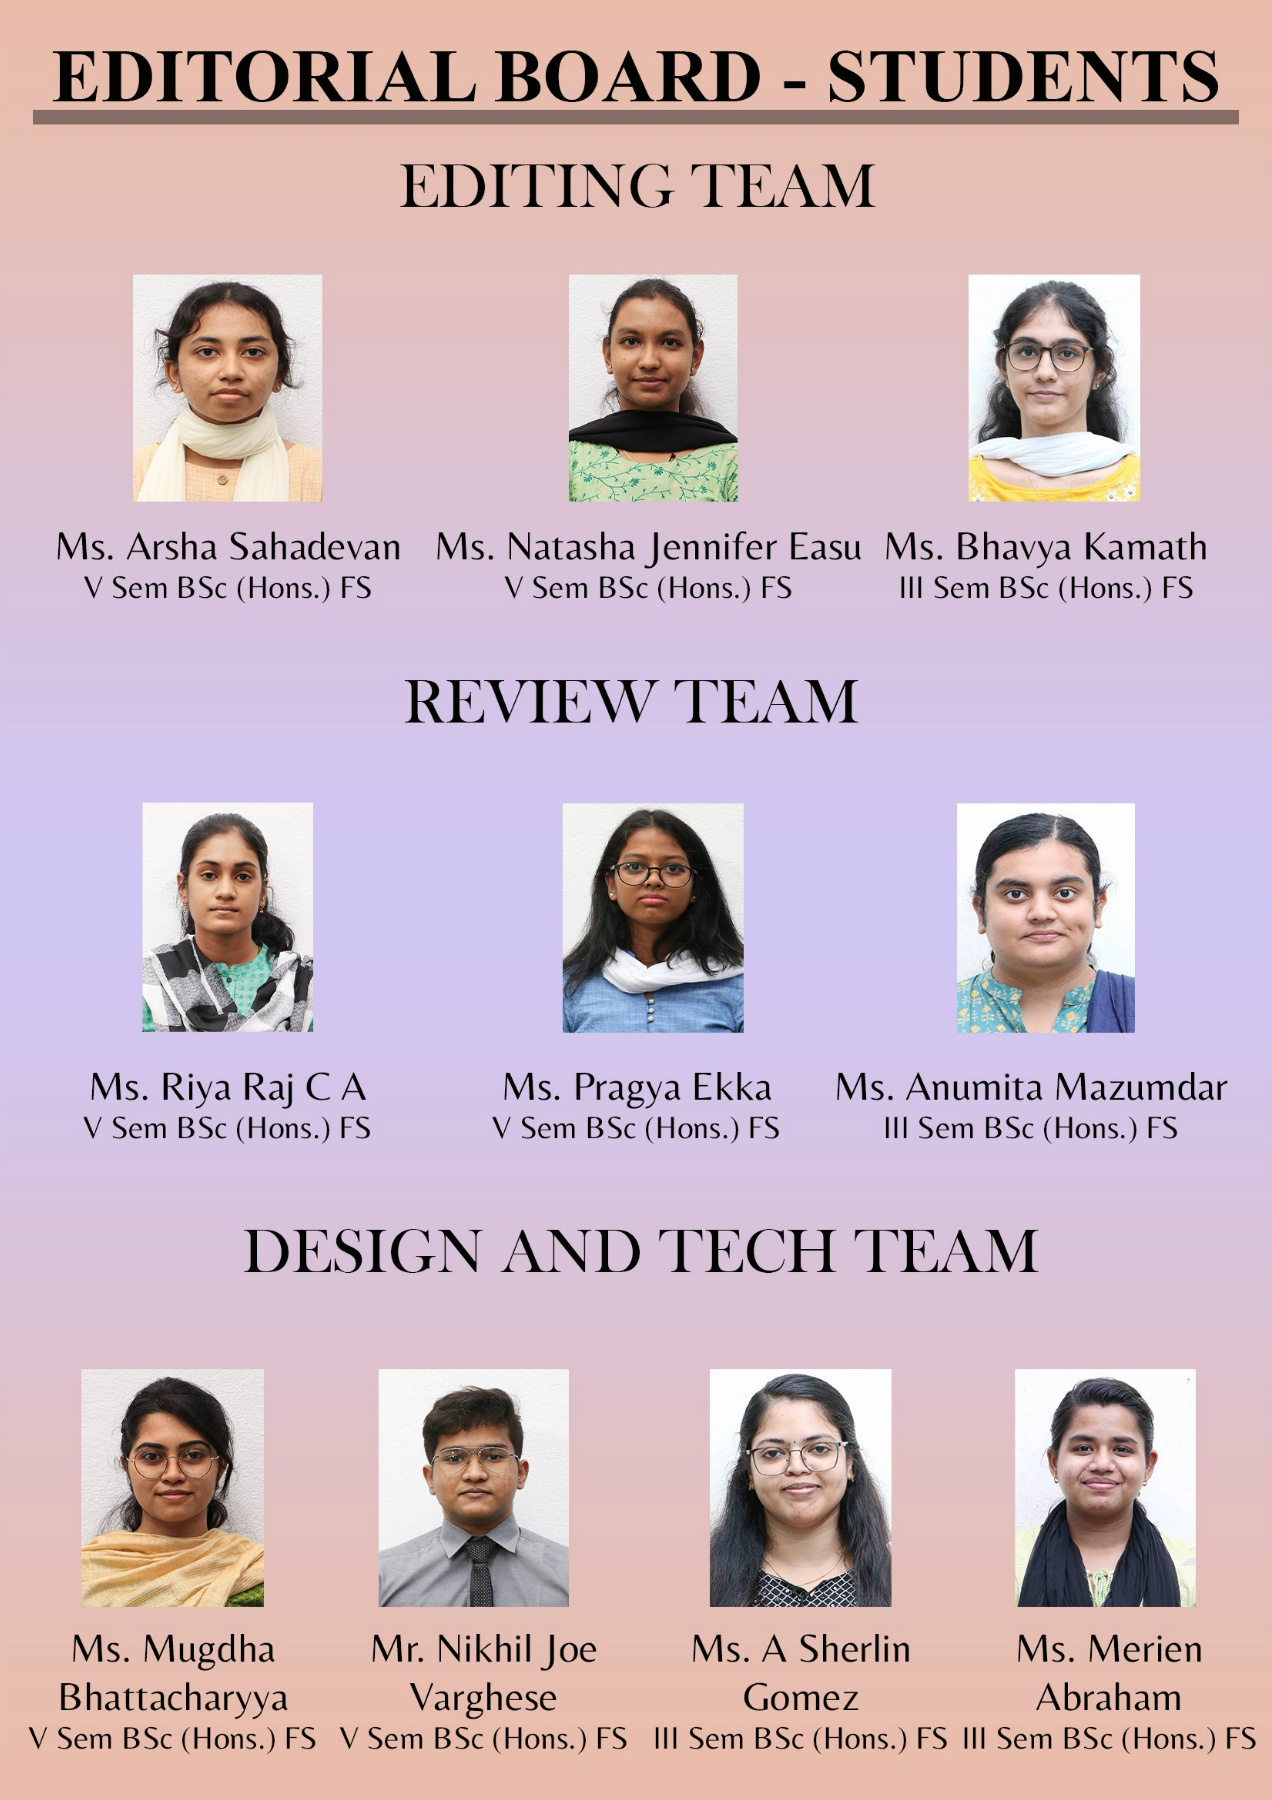 EDITORIAL BOARD - STUDENTS
EDITING TEAM
Ms. Arsha Sahadevan
V Sem BSc (Hons.) FS
Ms. Natasha Jennifer Easu
V Sem BSc (Hons.) FS
Ms. Bhavya Kamath
III Sem BSc (Hons.) FS
REVIEW TEAM
Ms. Riya Raj C A
V Sem BSc (Hons.) FS
Ms. Pragya Ekka
V Sem BSc (Hons.) FS
Ms. Anumita Mazumdar
III Sem BSc (Hons.) FS
DESIGN AND TECH TEAM
Ms. Mugdha
Bhattacharyya
V Sem BSc (Hons.) FS
Mr. Nikhil Joe
Varghese
V Sem BSc (Hons.) FS
Ms. A Sherlin
Gomez
III Sem BSc (Hons.) FS
Ms. Merien
Abraham
III Sem BSc (Hons.) FS